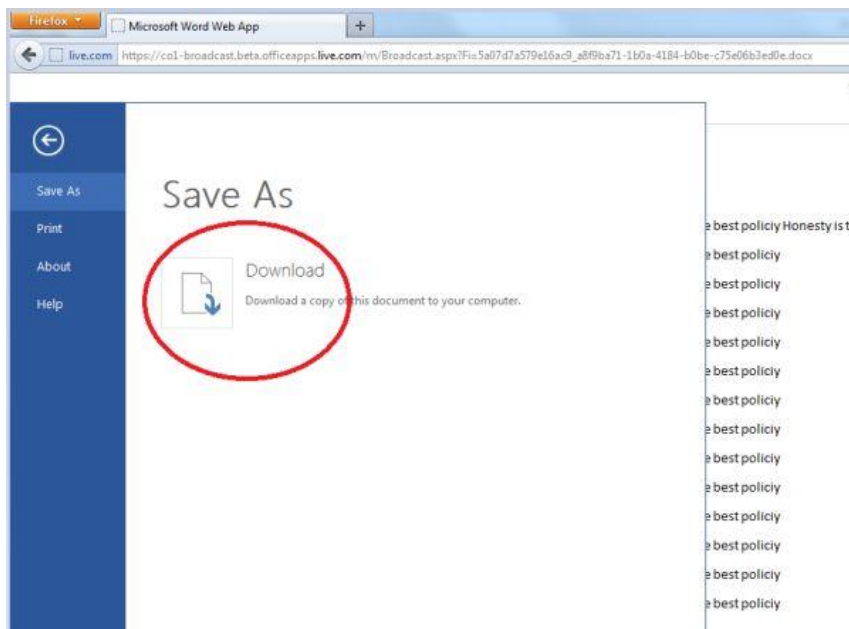 Firefox
Microsoft Word Web App
live.com https://co1-broadcast.beta.officeapps.live.com/m/Broadcast.aspx?Fi=5a07d7a579e16ac9_a8f9ba71-1b0a-4184-b0be-c75e06b3ed0e.docx
Save As
Print
About
Help
Save As
Download
Download a copy of this document to your computer.
e best policiy Honesty is t
e best policiy
e best policiy
e best policiy
e best policiy
e best policiy
e best policiy
e best policiy
e best policiy
e best policiy
e best policiy
e best policiy
e best policiy
e best policiy